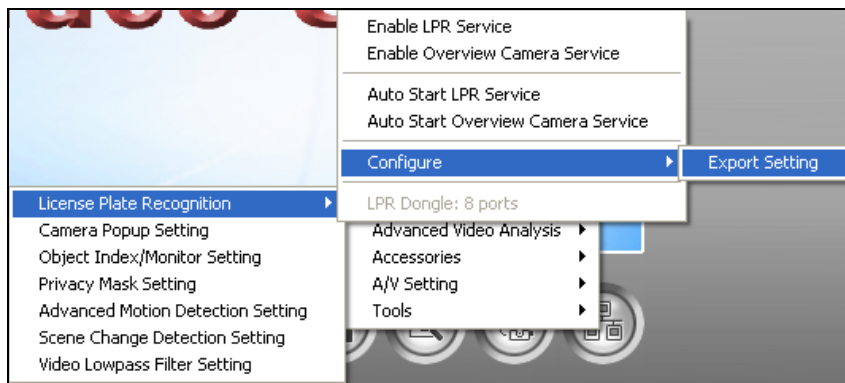 Enable LPR Service
Enable Overview Camera Service
Auto Start LPR Service
Auto Start Overview Camera Service
Configure
Export Setting
LPR Dongle: 8 ports
License Plate Recognition
Camera Popup Setting
Object Index/Monitor Setting
Privacy Mask Setting
Advanced Motion Detection Setting
Scene Change Detection Setting
Video Lowpass Filter Setting
Advanced Video Analysis
Accessories
A/V Setting
Tools